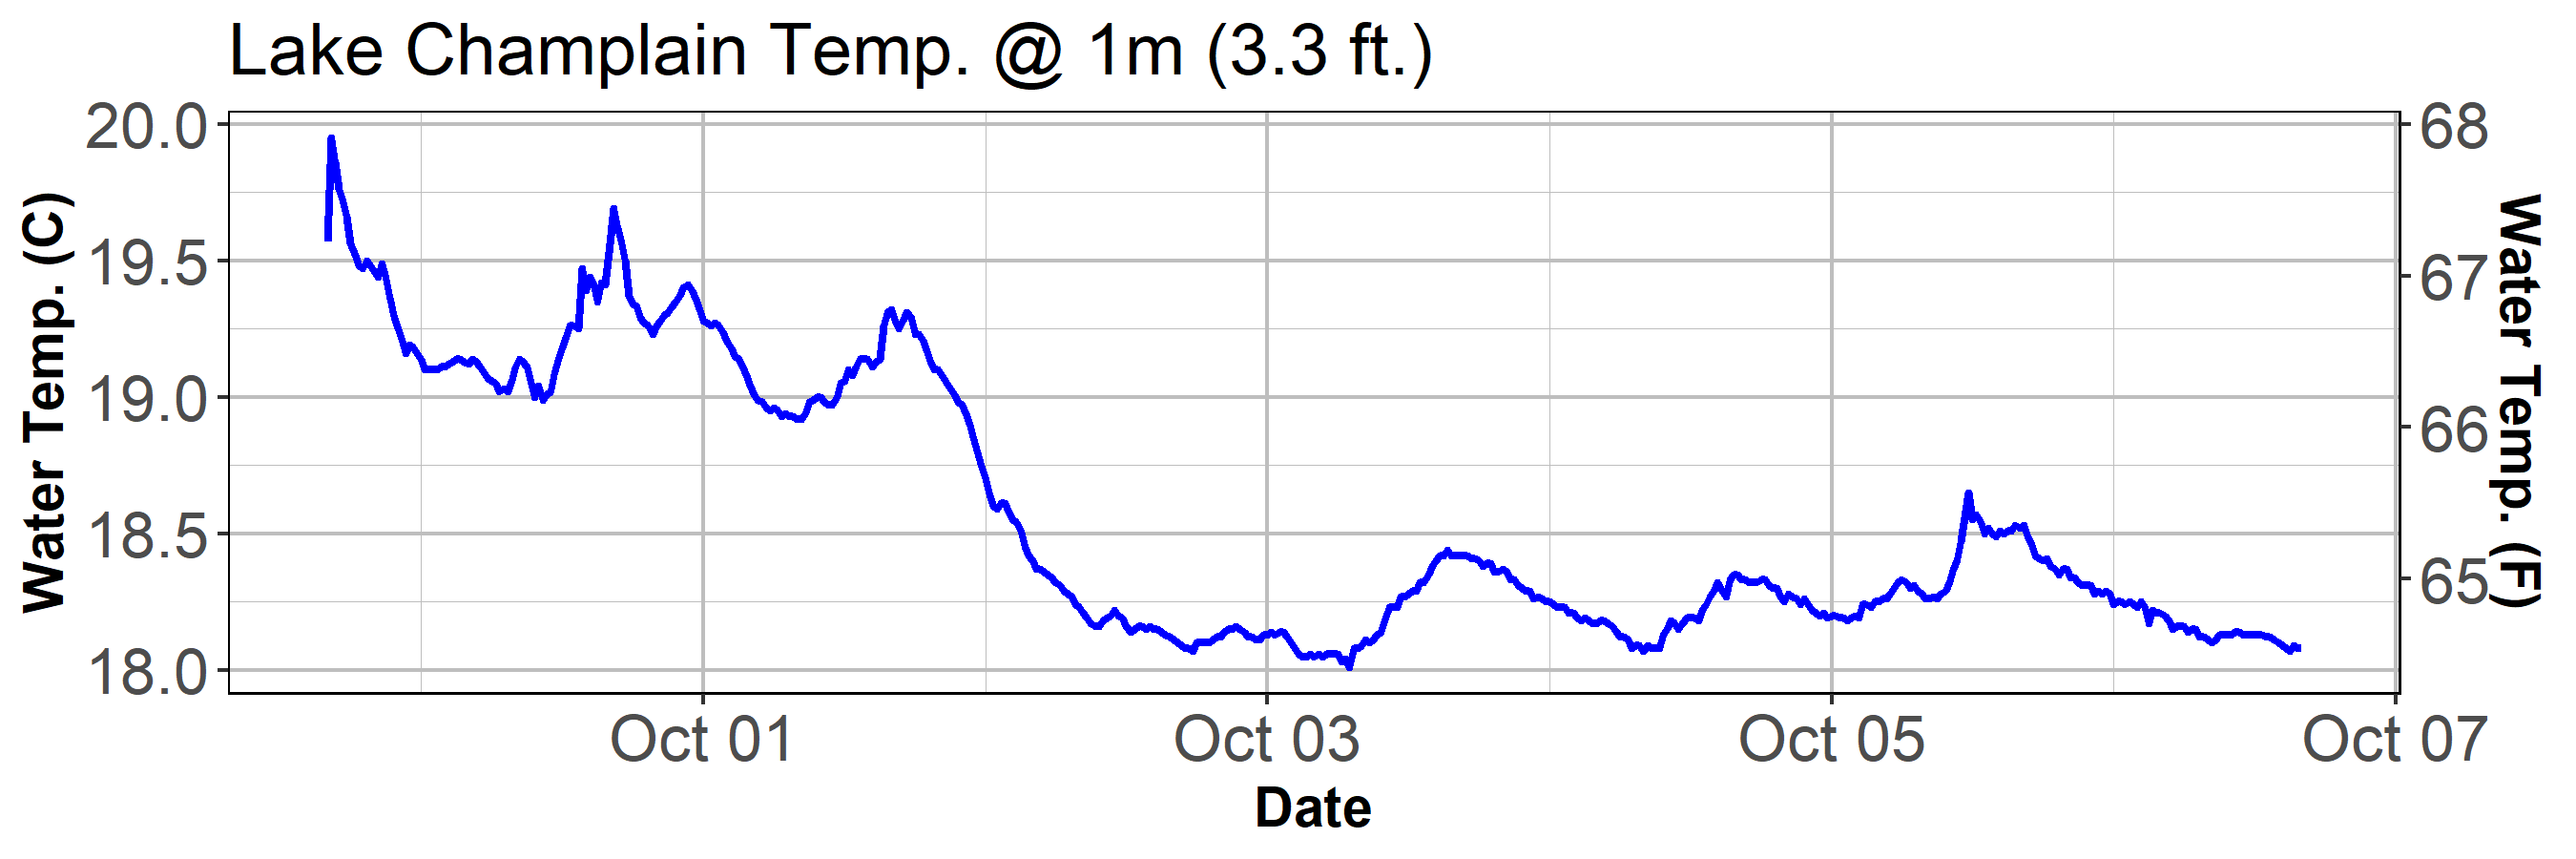 Lake Champlain Temp. @ 1m (3.3 ft.)
Water Temp. (C)
20.0
19.5
19.0
18.5
18.0
68
67
66
65
Water Temp. (F)
Oct 01
Oct 03
Oct 05
Oct 07
Date